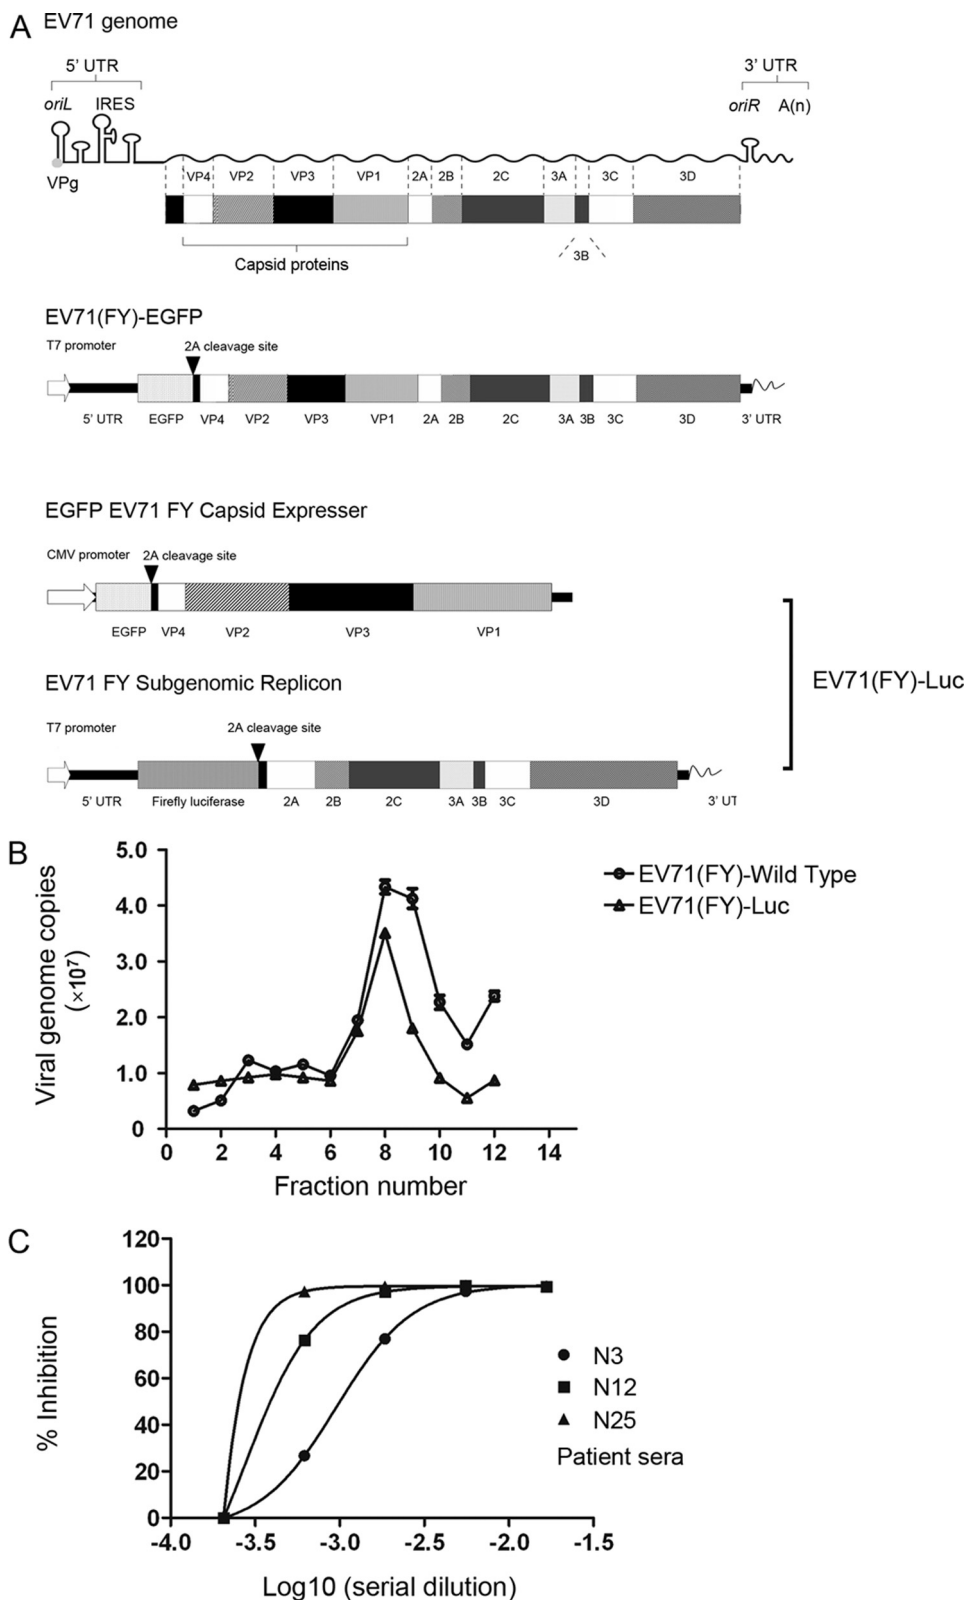 A
EV71 genome
5' UTR
3' UTR
oriL IRES
oriR A(n)
VPg
VP4 VP2 VP3 VP1 2A 2B 2C 3A 3C 3D
3B
Capsid proteins
EV71(FY)-EGFP
T7 promoter 2A cleavage site
5' UTR EGFP VP4 VP2 VP3 VP1 2A 2B 2C 3A 3B 3C 3D 3' UTR
EGFP EV71 FY Capsid Expresser
CMV promoter 2A cleavage site
EGFP VP4 VP2 VP3 VP1
EV71 FY Subgenomic Replicon
EV71(FY)-Luc
T7 promoter 2A cleavage site
5' UTR Firefly luciferase 2A 2B 2C 3A 3B 3C 3D 3' UT
B
Viral genome copies
(×10⁷)
5.0
4.0
3.0
2.0
1.0
0
0 2 4 6 8 10 12 14
Fraction number
EV71(FY)-Wild Type
EV71(FY)-Luc
C
% Inhibition
120
100
80
60
40
20
0
-4.0 -3.5 -3.0 -2.5 -2.0 -1.5
Log10 (serial dilution)
N3
N12
N25
Patient sera